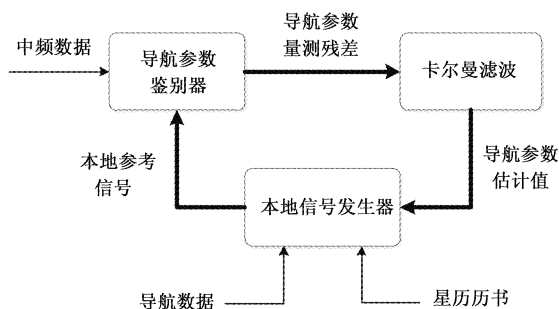 中频数据
导航参数
鉴别器
导航参数
量测残差
卡尔曼滤波
本地参考
信号
导航参数
估计值
本地信号发生器
导航数据
星历历书